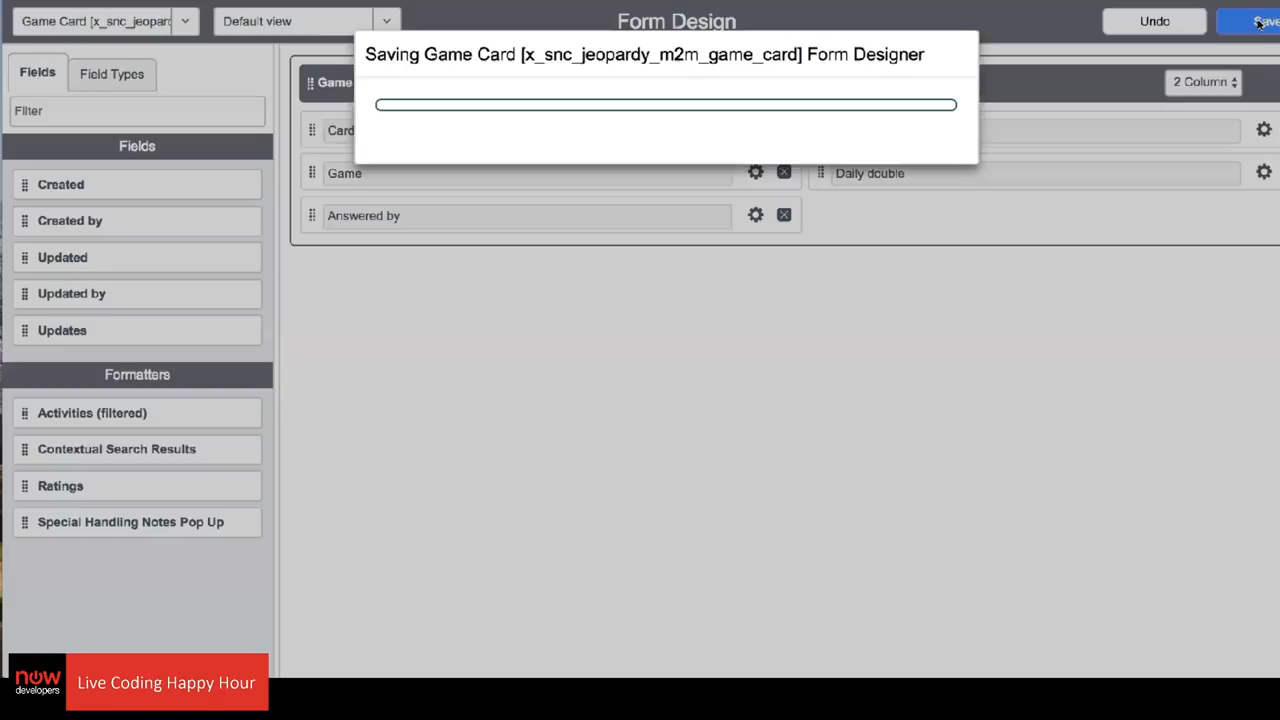 Game Card [x_snc_jeopar
Default view
Form Design
Undo
Save
Saving Game Card [x_snc_jeopardy_m2m_game_card] Form Designer
Fields
Field Types
Filter
Fields
Created
Created by
Updated
Updated by
Updates
Formatters
Activities (filtered)
Contextual Search Results
Ratings
Special Handling Notes Pop Up
Game
2 Column
Card
Game
Daily double
Answered by
now
developers
Live Coding Happy Hour